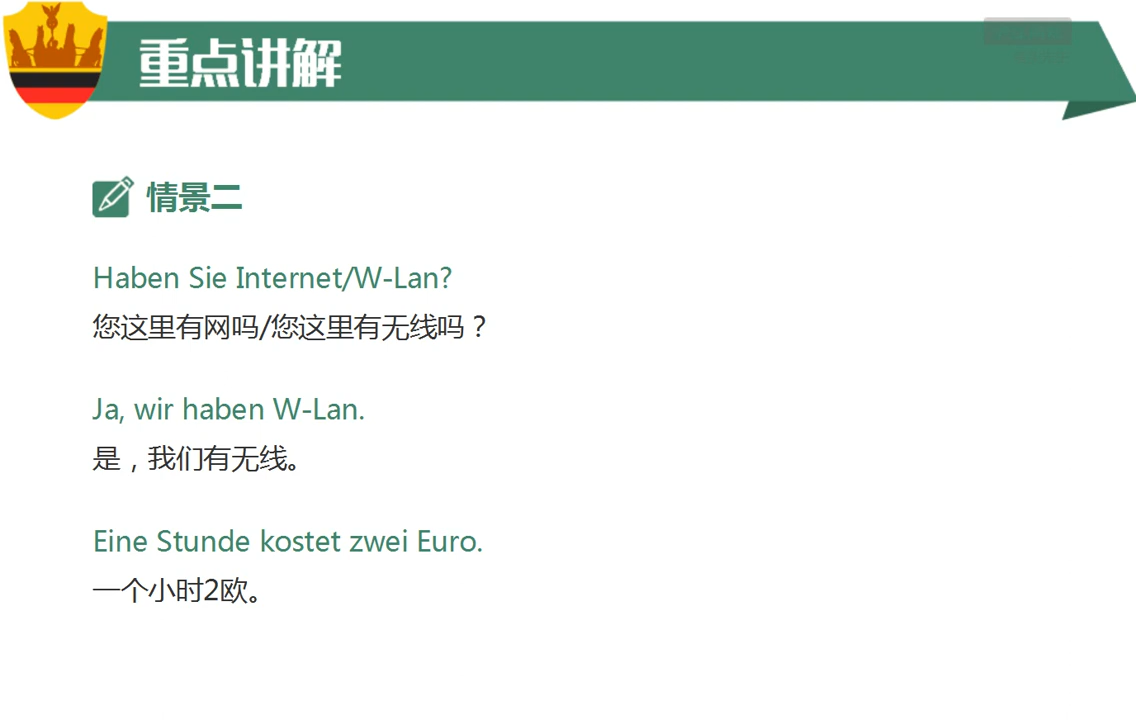 重点讲解
情景二
Haben Sie Internet/W-Lan?
您这里有网吗/您这里有无线吗？
Ja, wir haben W-Lan.
是，我们有无线。
Eine Stunde kostet zwei Euro.
一个小时2欧。